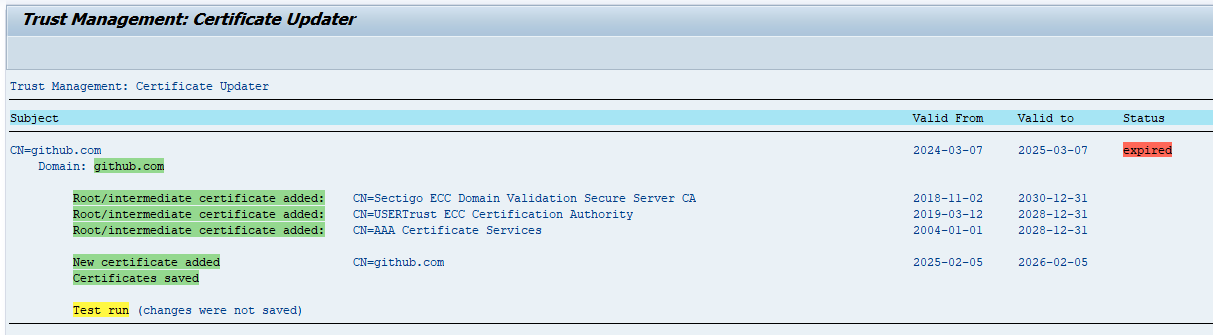 Trust Management: Certificate Updater
Trust Management: Certificate Updater
Subject Valid From Valid to Status
CN=github.com 2024-03-07 2025-03-07 expired
Domain: github.com
Root/intermediate certificate added: CN=Sectigo ECC Domain Validation Secure Server CA 2018-11-02 2030-12-31
Root/intermediate certificate added: CN=USERTrust ECC Certification Authority 2019-03-12 2028-12-31
Root/intermediate certificate added: CN=AAA Certificate Services 2004-01-01 2028-12-31
New certificate added CN=github.com 2025-02-05 2026-02-05
Certificates saved
Test run (changes were not saved)